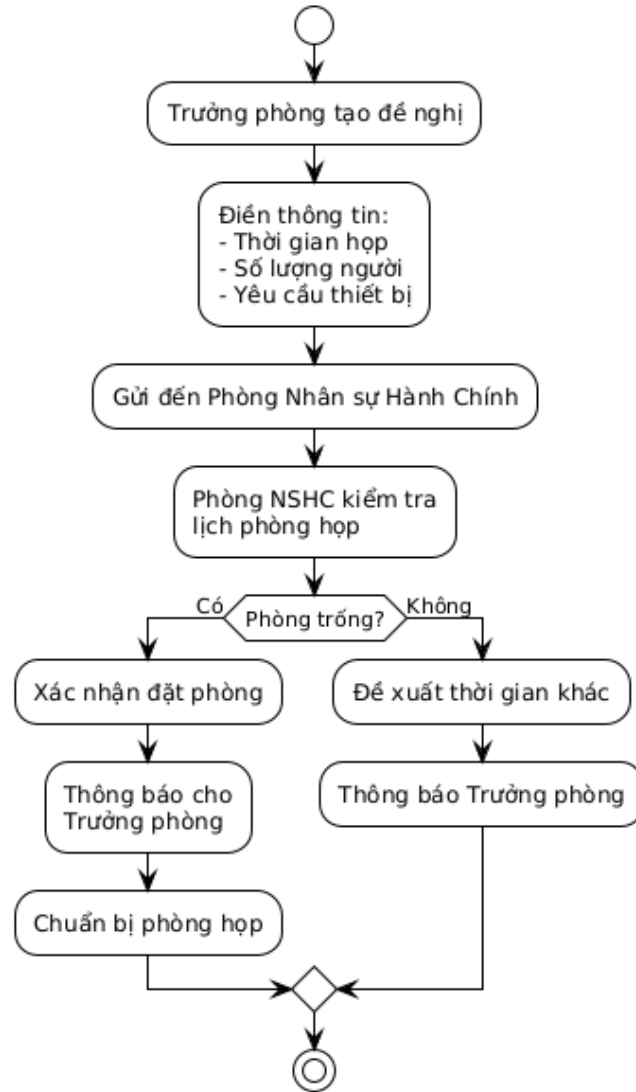 Trưởng phòng tạo đề nghị
Điền thông tin:
- Thời gian họp
- Số lượng người
- Yêu cầu thiết bị
Gửi đến Phòng Nhân sự Hành Chính
Phòng NSHC kiểm tra
lịch phòng họp
Phòng trống?
Có
Không
Xác nhận đặt phòng
Thông báo cho
Trưởng phòng
Chuẩn bị phòng họp
Đề xuất thời gian khác
Thông báo Trưởng phòng